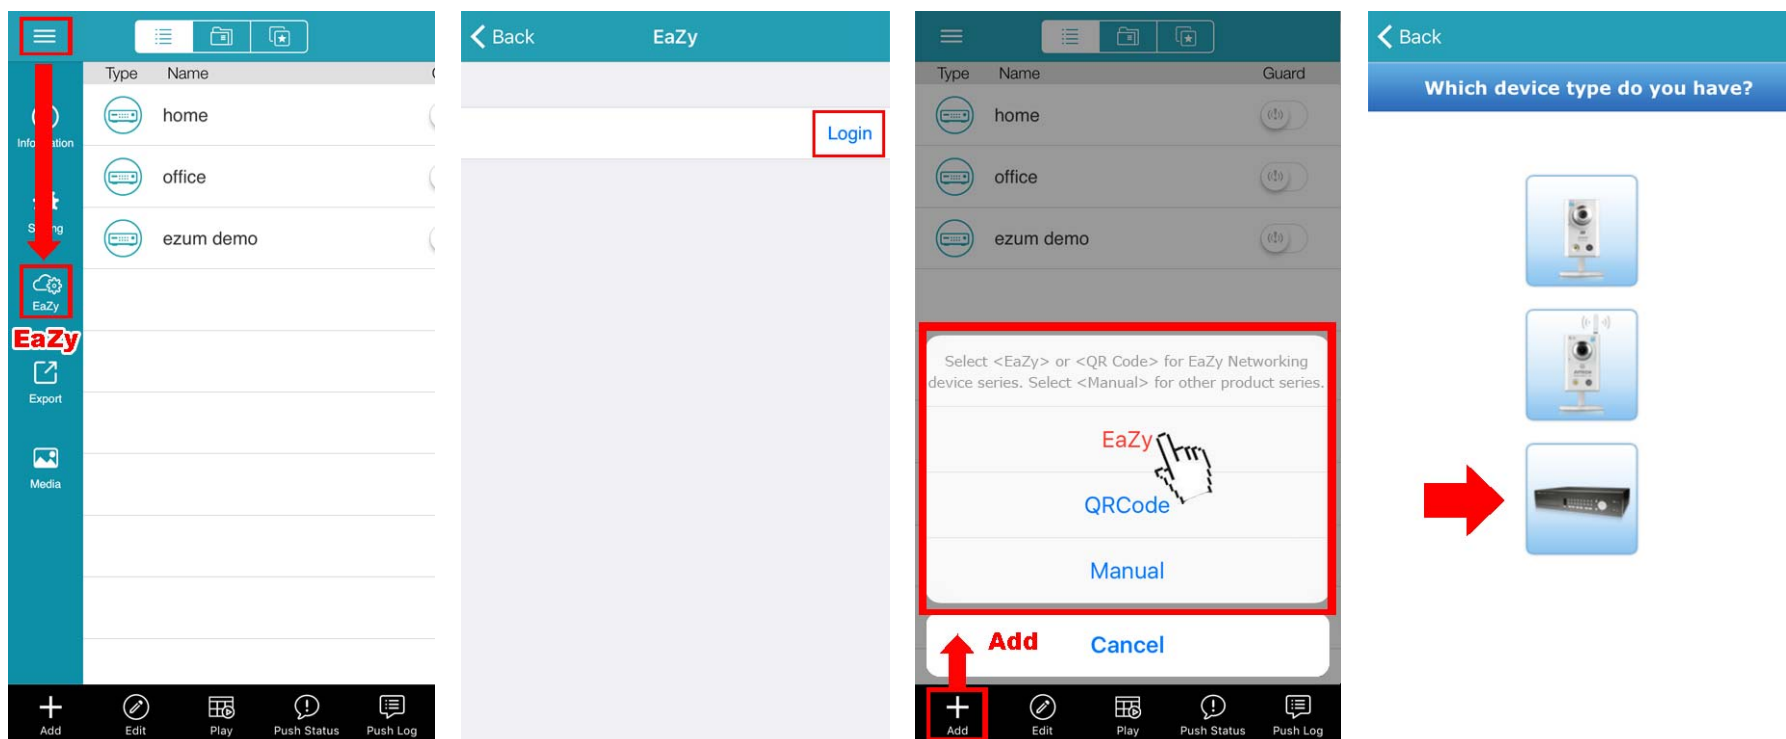 Type Name
home
Information
office
Setting
ezum demo
EaZy
EaZy
Export
Media
Add Edit Play Push Status Push Log
Back EaZy
Login
Type Name Guard
home
office
ezum demo
Select <EaZy> or <QR Code> for EaZy Networking
device series. Select <Manual> for other product series.
EaZy
QRCode
Manual
Add
Cancel
Add Edit Play Push Status Push Log
Back
Which device type do you have?